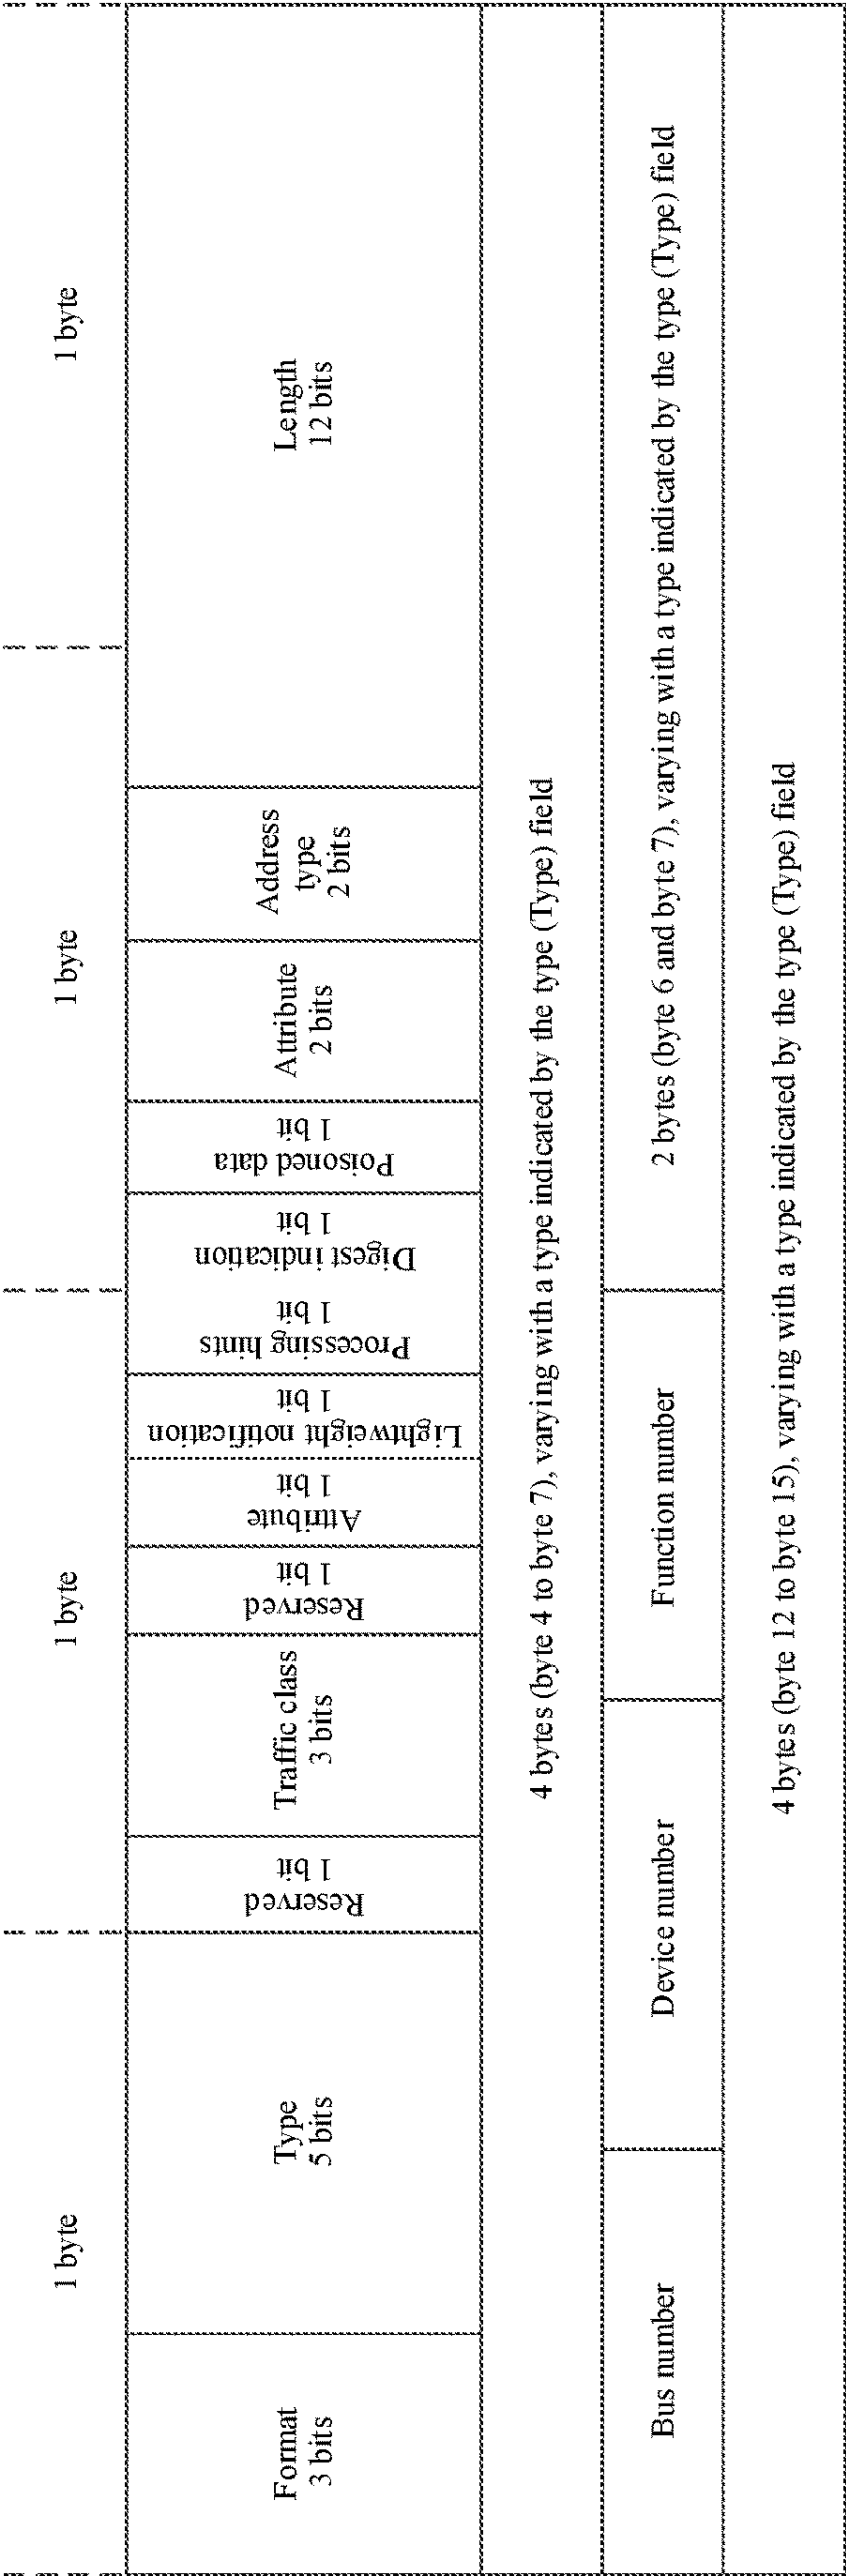 1 byte
1 byte
1 byte
1 byte
Format
3 bits
Type
5 bits
Reserved
1 bit
Traffic class
3 bits
Reserved
1 bit
Attribute
1 bit
Lightweight notification
1 bit
Processing hints
1 bit
Digest indication
1 bit
Poisoned data
1 bit
Attribute
2 bits
Address
type
2 bits
Length
12 bits
4 bytes (byte 4 to byte 7), varying with a type indicated by the type (Type) field
Bus number
Device number
Function number
2 bytes (byte 6 and byte 7), varying with a type indicated by the type (Type) field
4 bytes (byte 12 to byte 15), varying with a type indicated by the type (Type) field